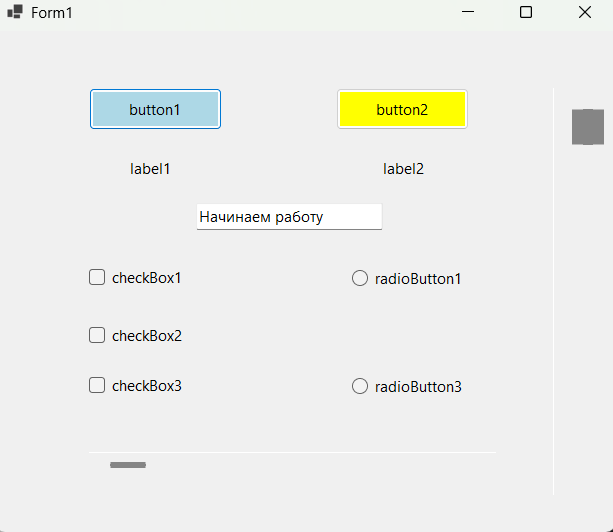 Form1
button1
button2
label1
label2
Начинаем работу
checkBox1
radioButton1
checkBox2
checkBox3
radioButton3